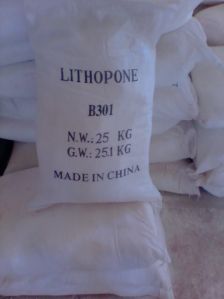 LITHOPONE
B301
N.W.: 25 KG
G.W.: 25.1 KG
MADE IN CHINA